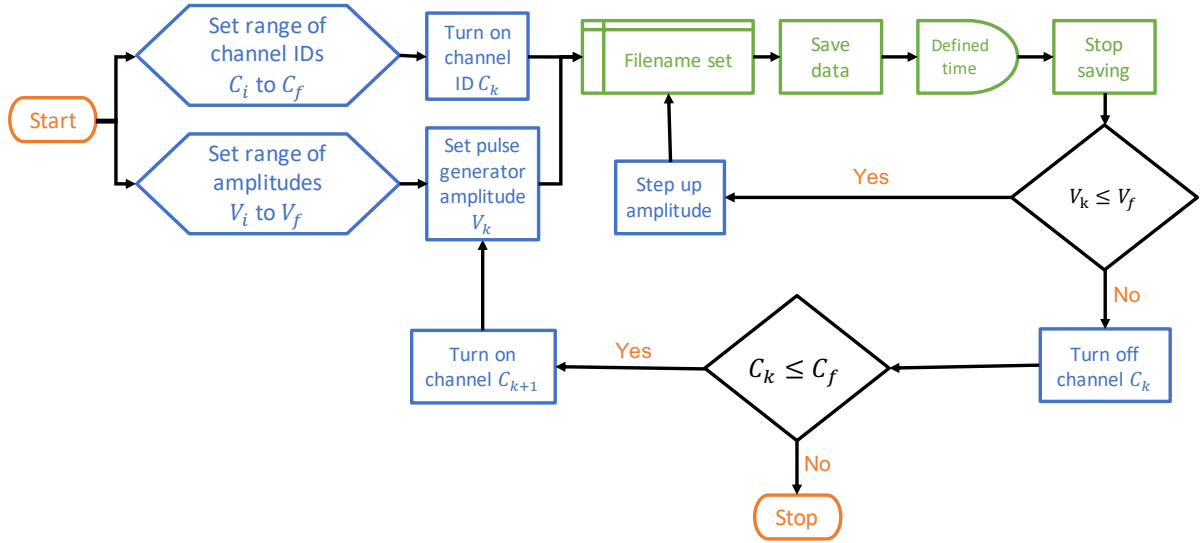 Start
Set range of
channel IDs
C_i to C_f
Turn on
channel
ID C_k
Set range of
amplitudes
V_i to V_f
Set pulse
generator
amplitude
V_k
Filename set
Save
data
Defined
time
Stop
saving
V_k ≤ V_f
Yes
Step up
amplitude
No
Turn off
channel C_k
C_k ≤ C_f
Yes
Turn on
channel C_{k+1}
No
Stop